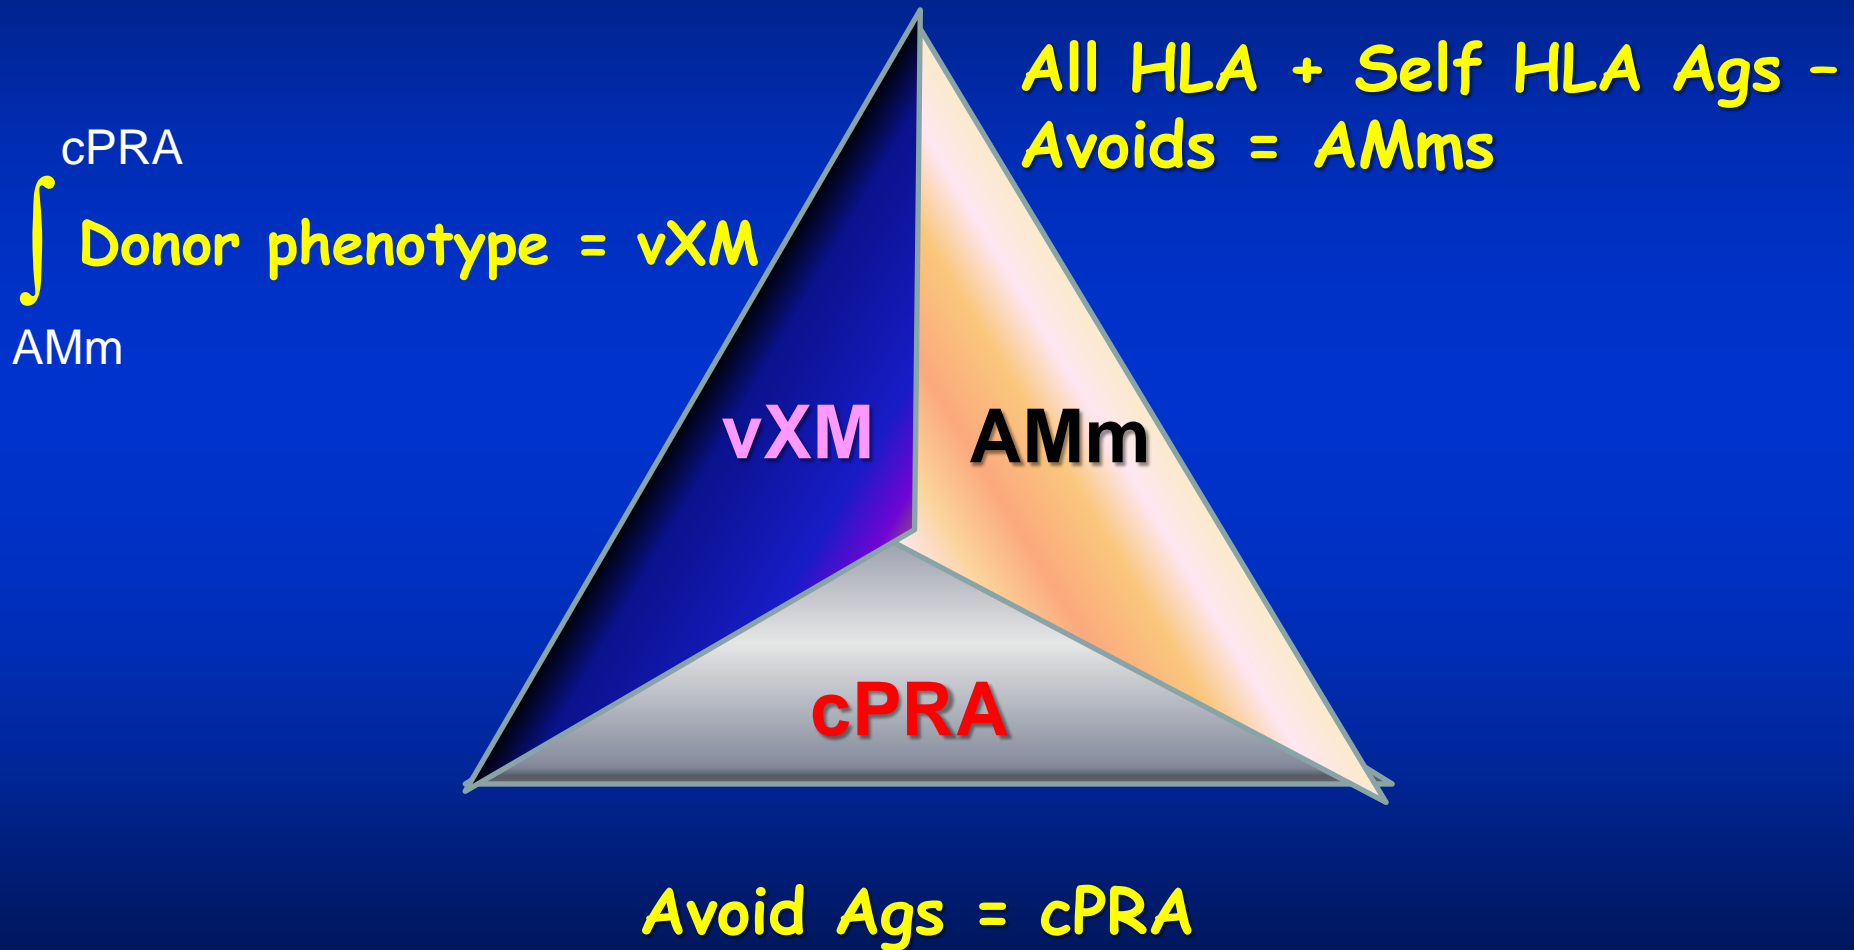 All HLA + Self HLA Ags –
Avoids = AMms
cPRA
∫ Donor phenotype = vXM
AMm
vXM
AMm
cPRA
Avoid Ags = cPRA